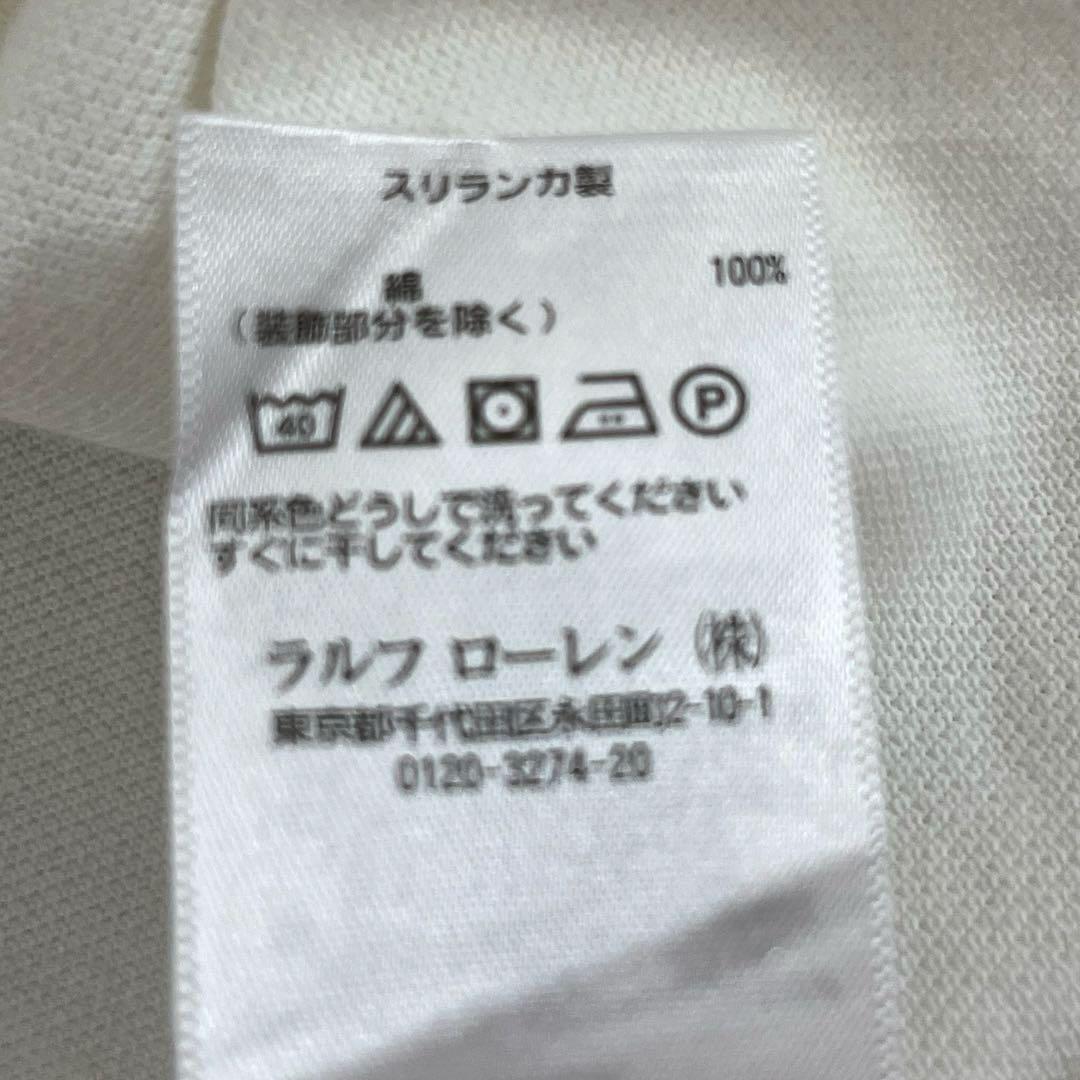 スリランカ製
綿 100%
(装飾部分を除く)
40 P
同系色どうしで洗ってください
すぐに干してください
ラルフ ローレン ㈱
東京都千代田区永田町2-10-1
0120-3274-20